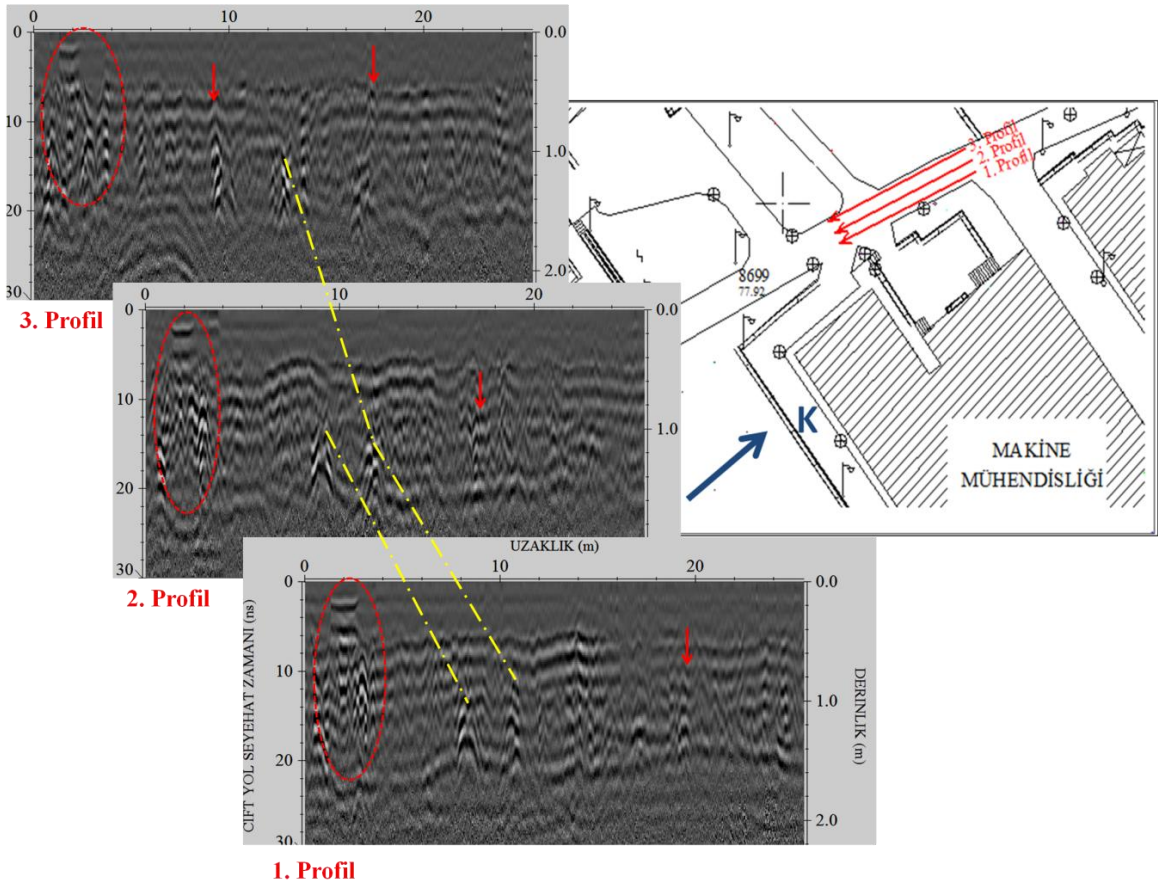 0 10 20
0 0.0
10
1.0
20
2.0
30
3. Profil
0 10 20
0 0.0
10
1.0
20
30
2. Profil
UZAKLIK (m)
0 10 20
0 0.0
10
1.0
20
2.0
30
ÇİFT YOL SEYEHAT ZAMANI (ns)
DERINLIK (m)
1. Profil
3. Profil
2. Profil
1. Profil
8699
77.92
K
MAKİNE
MÜHENDİSLİĞİ